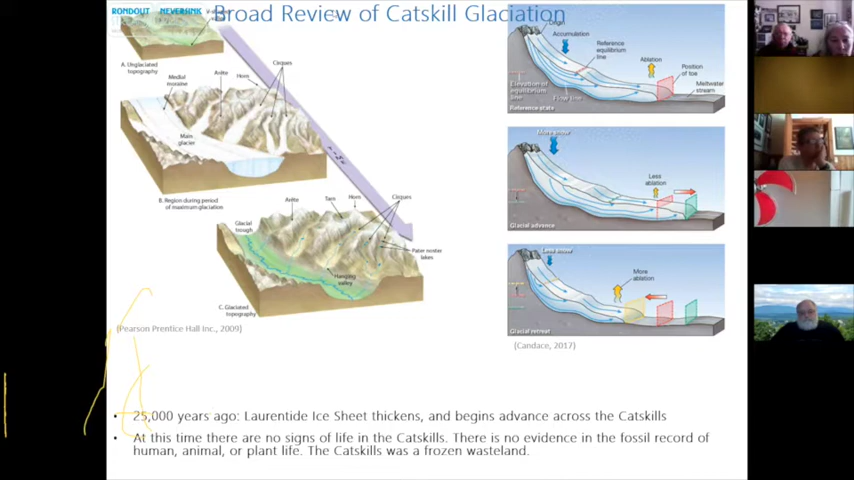 RONDOUT NEVERSINK
Broad Review of Catskill Glaciation
A. Unglaciated
topography
Medial
moraine
Arête
Horn
Cirques
Main
glacier
B. Region during period
of maximum glaciation
Glacial
trough
Arête
Tarn
Horn
Cirques
Pater noster
lakes
Hanging
valley
C. Glaciated
topography
(Pearson Prentice Hall Inc., 2009)
Origin
Accumulation
Reference
equilibrium
line
Ablation
Position
of toe
Meltwater
stream
Elevation of
equilibrium
line
Flow line
Reference state
More snow
Less
ablation
Glacial advance
Less snow
More
ablation
Glacial retreat
(Candace, 2017)
• 25,000 years ago: Laurentide Ice Sheet thickens, and begins advance across the Catskills
• At this time there are no signs of life in the Catskills. There is no evidence in the fossil record of
human, animal, or plant life. The Catskills was a frozen wasteland.